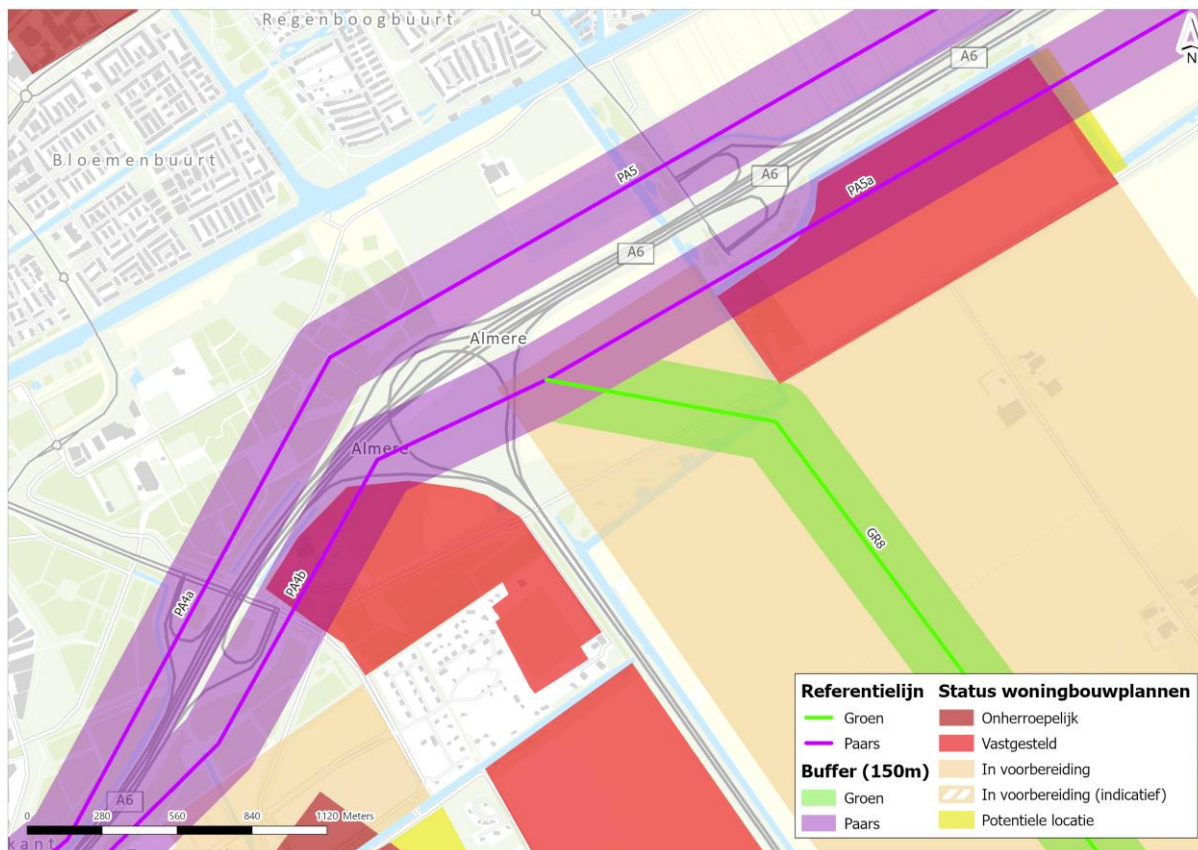 Regenboogbuurt
A6
N
Bloemenbuurt
PA5
A6
PA5a
A6
Almere
Almere
GR8
PA4b
PA4a
A6
kant
0 280 560 840 1120 Meters
Referentielijn
Groen
Paars
Buffer (150m)
Groen
Paars
Status woningbouwplannen
Onherroepelijk
Vastgesteld
In voorbereiding
In voorbereiding (indicatief)
Potentiele locatie